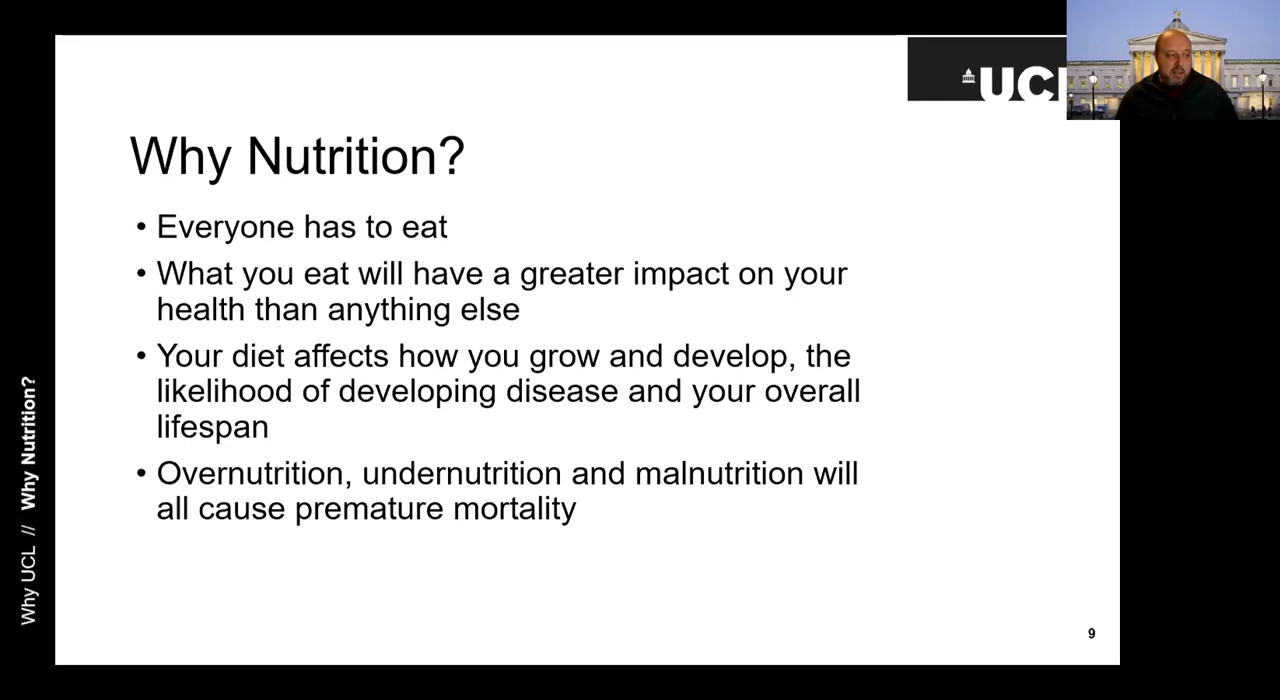 UCL
Why Nutrition?
• Everyone has to eat
• What you eat will have a greater impact on your
health than anything else
• Your diet affects how you grow and develop, the
likelihood of developing disease and your overall
lifespan
• Overnutrition, undernutrition and malnutrition will
all cause premature mortality
Why UCL // Why Nutrition?
9